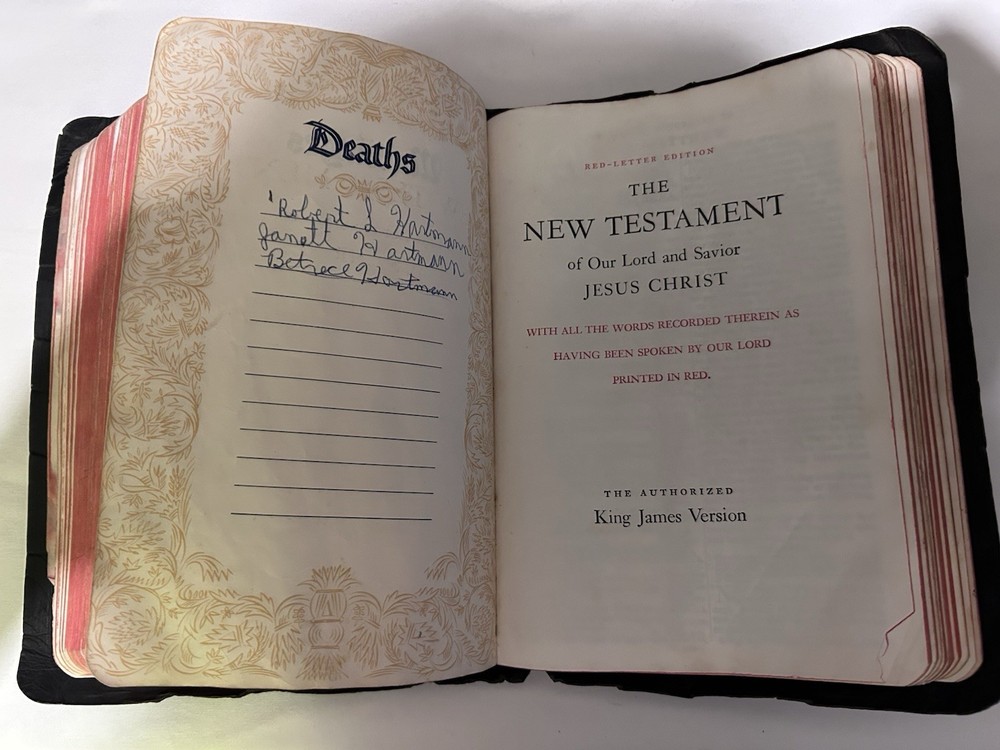 Deaths
Robert L Hartmann
Janett Hartmann
Betrece Hartmann
RED-LETTER EDITION
THE
NEW TESTAMENT
of Our Lord and Savior
JESUS CHRIST
WITH ALL THE WORDS RECORDED THEREIN AS
HAVING BEEN SPOKEN BY OUR LORD
PRINTED IN RED.
THE AUTHORIZED
King James Version